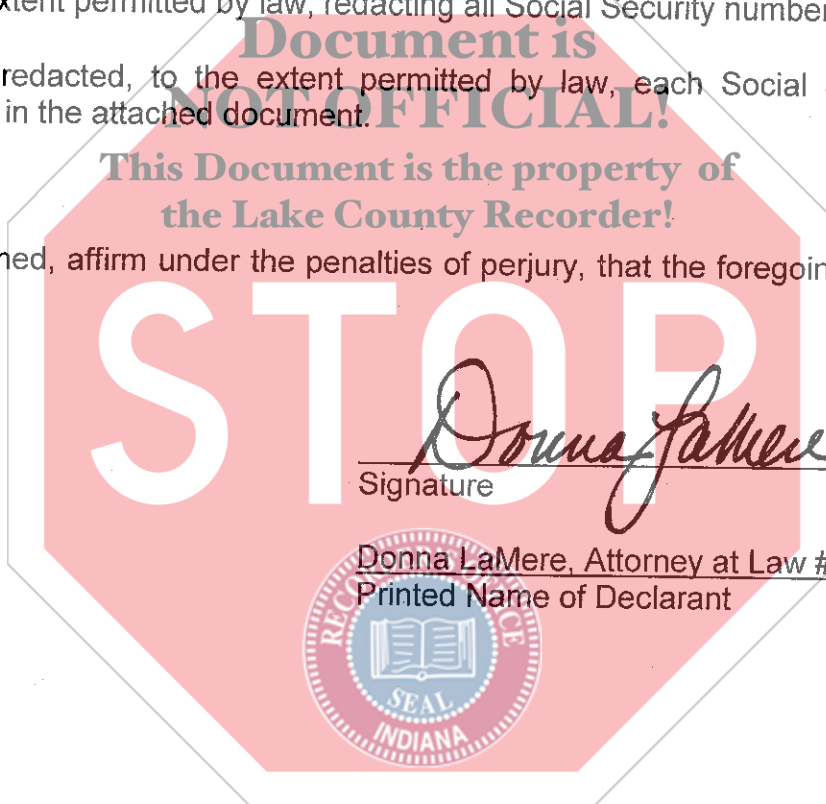 xtent permitted by law, redacting all Social Security number
Document is
redacted, to the extent permitted by law, each Social
NOT OFFICIAL!
in the attached document.
This Document is the property of
the Lake County Recorder!
ned, affirm under the penalties of perjury, that the foregoin
STOP
Donna LaMere
Signature
Donna LaMere, Attorney at Law #
Printed Name of Declarant
RECORDER'S OFFICE
SEAL
INDIANA